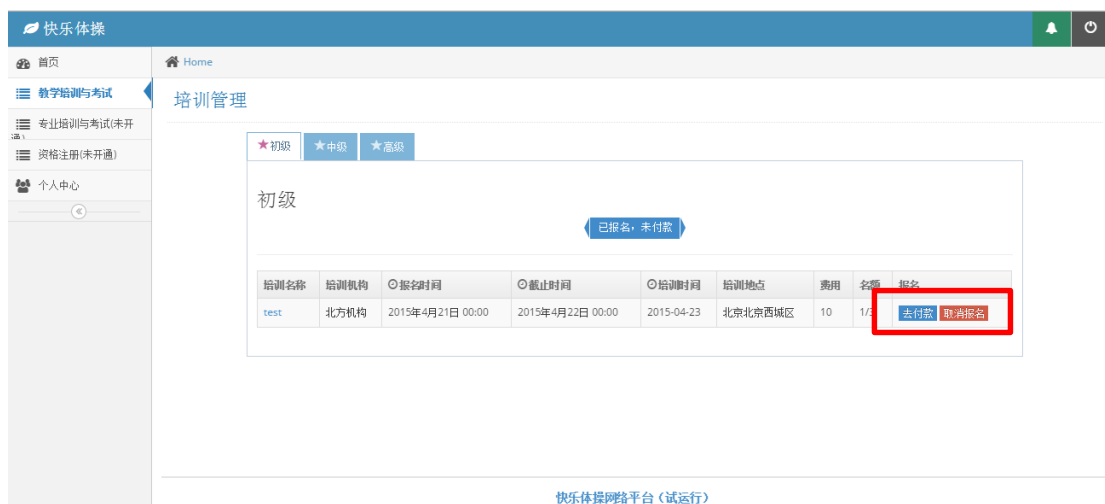 快乐体操
首页
教学培训与考试
专业培训与考试(未开
通)
资格注册(未开通)
个人中心
Home
培训管理
初级 中级 高级
初级
已报名，未付款
培训名称 培训机构 报名时间 截止时间 培训时间 培训地点 费用 名额 报名
test 北方机构 2015年4月21日 00:00 2015年4月22日 00:00 2015-04-23 北京北京西城区 10 去付款 取消报名
快乐体操网络平台（试运行）